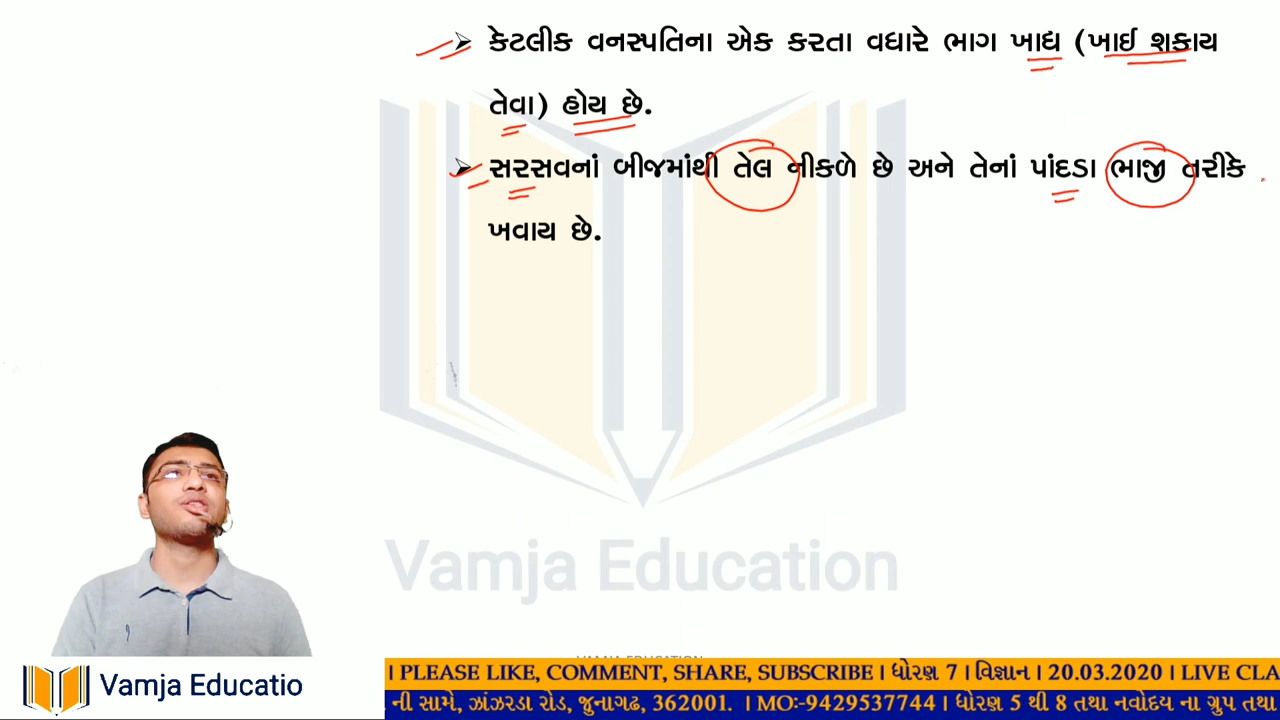 ➢ કેટલીક વનસ્પતિના એક કરતા વધારે ભાગ ખાદ્ય (ખાઈ શકાય
તેવા) હોય છે.
➢ સરસવનાં બીજમાંથી તેલ નીકળે છે અને તેનાં પાંદડા ભાજી તરીકે
ખવાય છે.
Vamja Education
VAMJA EDUCATION
Vamja Educatio
। PLEASE LIKE, COMMENT, SHARE, SUBSCRIBE । ધોરણ 7 । વિજ્ઞાન । 20.03.2020 । LIVE CLA
ની સામે, ઝાંઝરડા રોડ, જુનાગઢ, 362001. । MO:-9429537744 । ધોરણ 5 થી 8 તથા નવોદય ના ગ્રુપ તથા